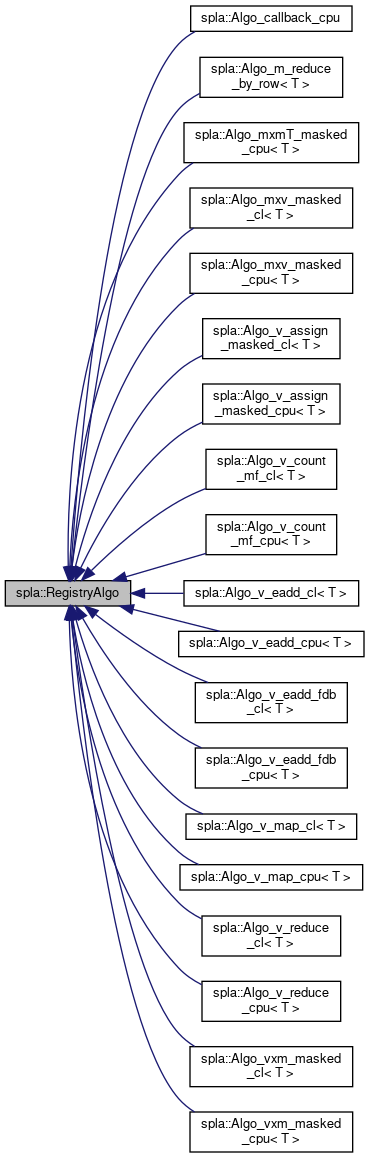 spla::Algo_callback_cpu
spla::Algo_m_reduce
_by_row< T >
spla::Algo_mxmT_masked
_cpu< T >
spla::Algo_mxv_masked
_cl< T >
spla::Algo_mxv_masked
_cpu< T >
spla::Algo_v_assign
_masked_cl< T >
spla::Algo_v_assign
_masked_cpu< T >
spla::Algo_v_count
_mf_cl< T >
spla::Algo_v_count
_mf_cpu< T >
spla::RegistryAlgo
spla::Algo_v_eadd_cl< T >
spla::Algo_v_eadd_cpu< T >
spla::Algo_v_eadd_fdb
_cl< T >
spla::Algo_v_eadd_fdb
_cpu< T >
spla::Algo_v_map_cl< T >
spla::Algo_v_map_cpu< T >
spla::Algo_v_reduce
_cl< T >
spla::Algo_v_reduce
_cpu< T >
spla::Algo_vxm_masked
_cl< T >
spla::Algo_vxm_masked
_cpu< T >